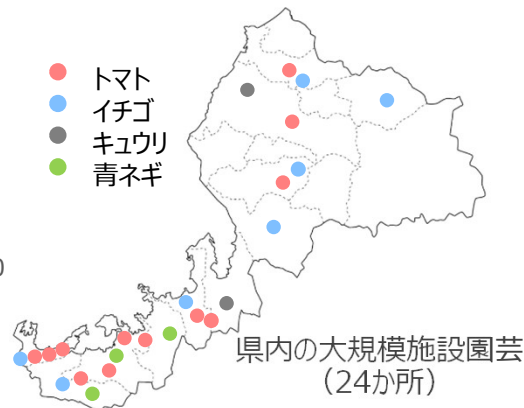 トマト
イチゴ
キュウリ
青ネギ
県内の大規模施設園芸
（24か所）